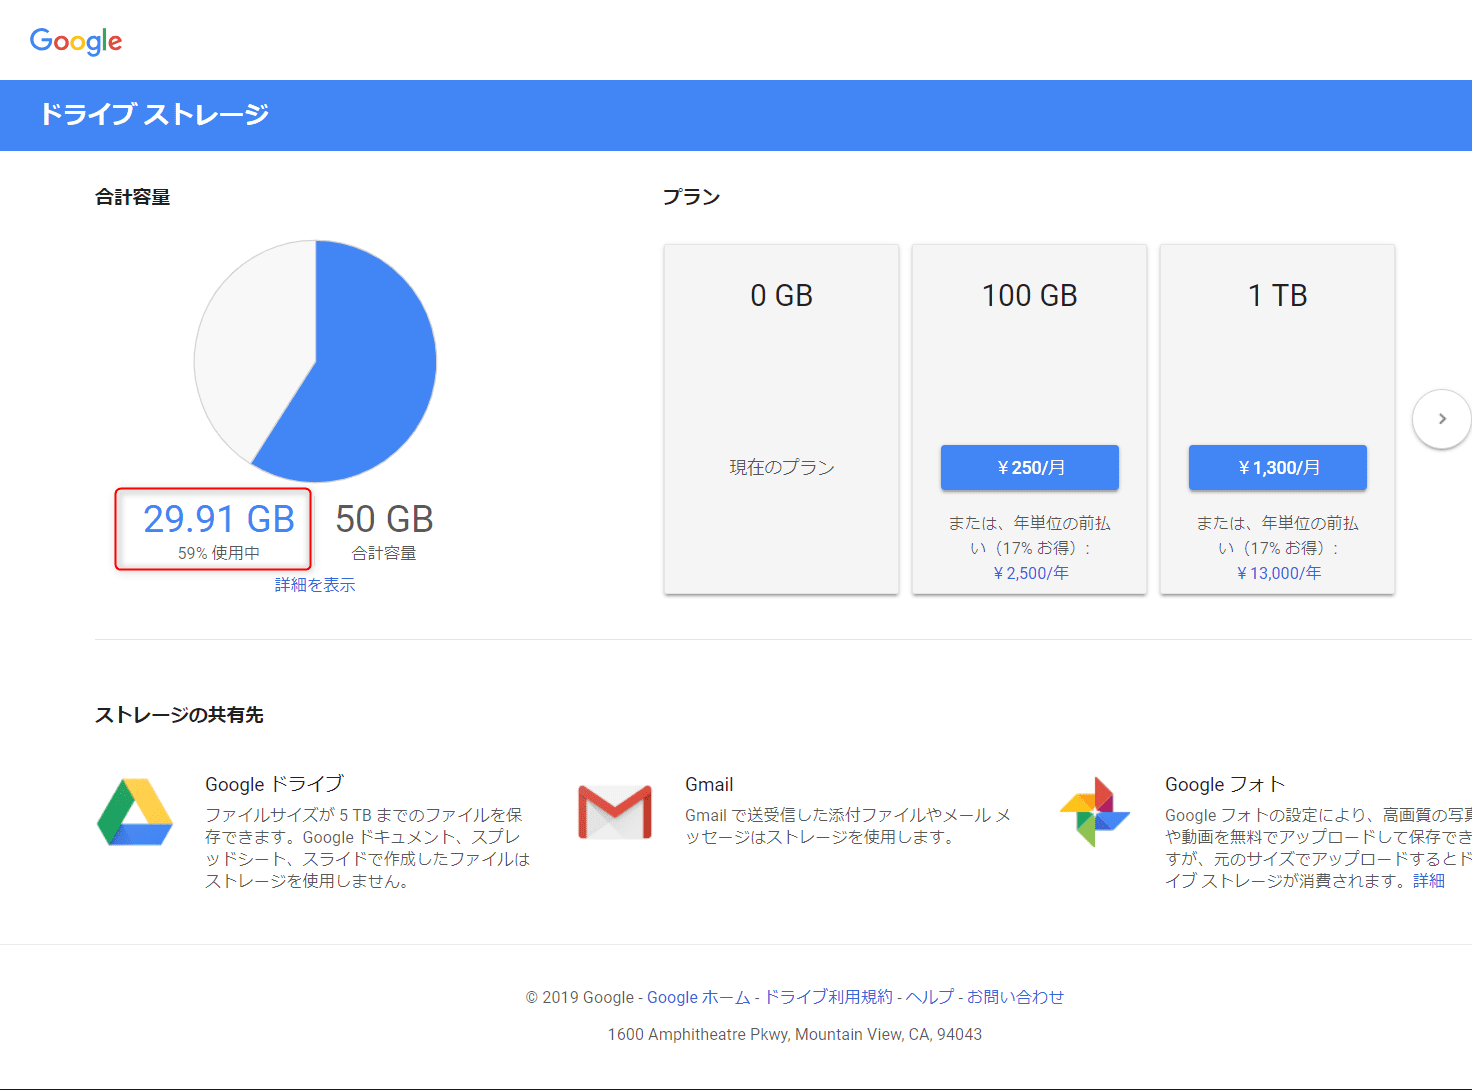 Google
ドライブ ストレージ
合計容量
29.91 GB
59% 使用中
50 GB
合計容量
詳細を表示
プラン
0 GB
現在のプラン
100 GB
￥250/月
または、年単位の前払
い（17% お得）:
￥2,500/年
1 TB
￥1,300/月
または、年単位の前払
い（17% お得）:
￥13,000/年
ストレージの共有先
Google ドライブ
ファイルサイズが 5 TB までのファイルを保
存できます。Google ドキュメント、スプレ
ッドシート、スライドで作成したファイルは
ストレージを使用しません。
Gmail
Gmail で送受信した添付ファイルやメール メ
ッセージはストレージを使用します。
Google フォト
Google フォトの設定により、高画質の写真
や動画を無料でアップロードして保存でき
すが、元のサイズでアップロードするとド
イブ ストレージが消費されます。詳細
© 2019 Google - Google ホーム - ドライブ利用規約 - ヘルプ - お問い合わせ
1600 Amphitheatre Pkwy, Mountain View, CA, 94043